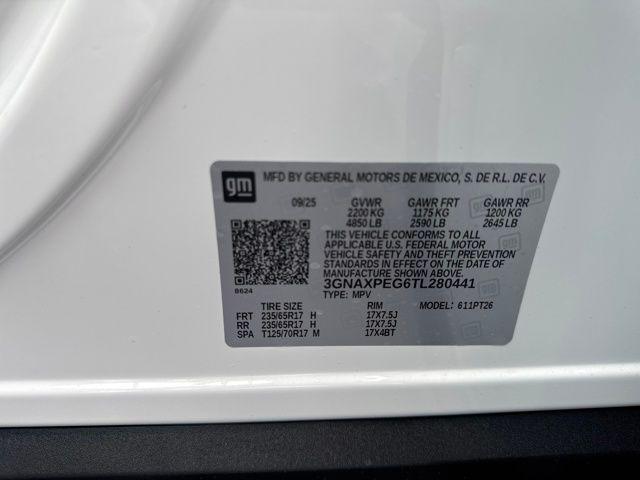 gm MFD BY GENERAL MOTORS DE MEXICO, S. DE R.L. DE C.V.
09/25 GVWR GAWR FRT GAWR RR
2200 KG 1175 KG 1200 KG
4850 LB 2590 LB 2645 LB
THIS VEHICLE CONFORMS TO ALL
APPLICABLE U.S. FEDERAL MOTOR
VEHICLE SAFETY AND THEFT PREVENTION
STANDARDS IN EFFECT ON THE DATE OF
MANUFACTURE SHOWN ABOVE.
3GNAXPEG6TL280441
8624 TYPE: MPV
TIRE SIZE RIM MODEL: 611PT26
FRT 235/65R17 H 17X7.5J
RR 235/65R17 H 17X7.5J
SPA T125/70R17 M 17X4BT